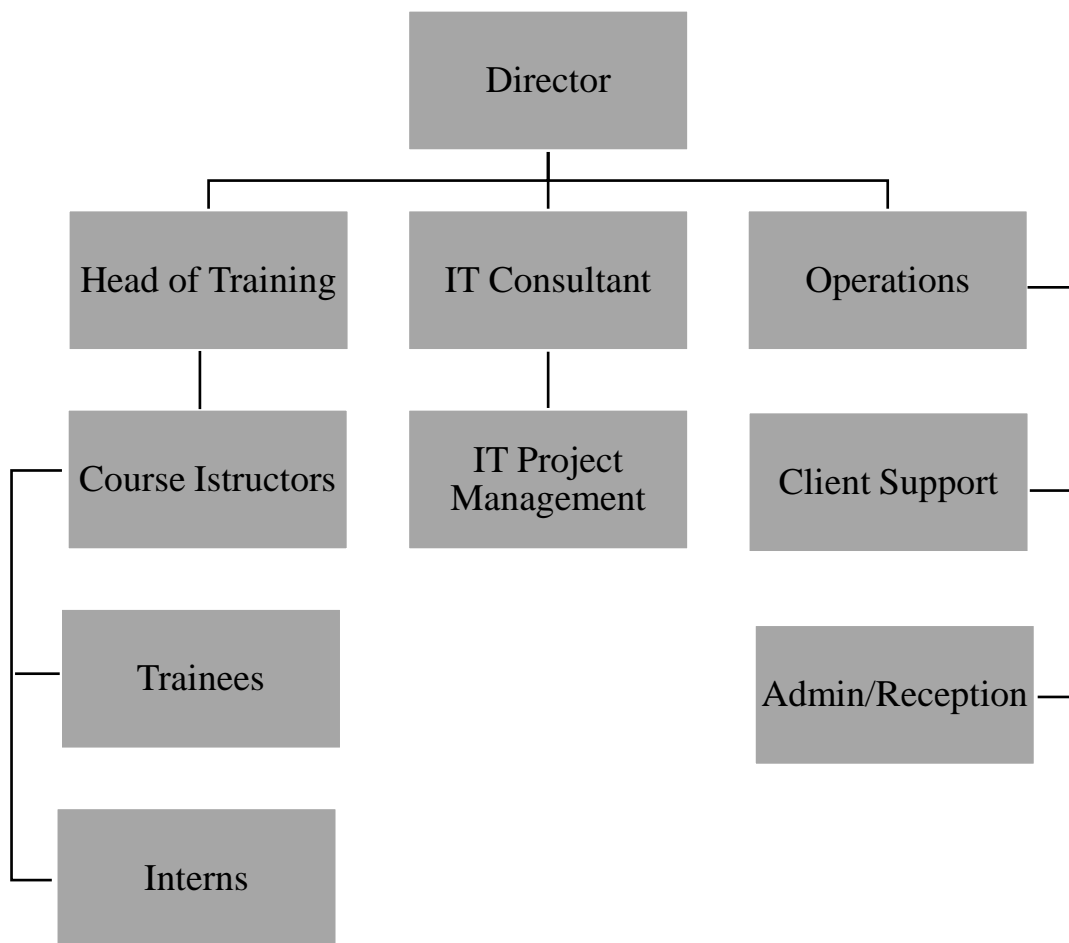 Director
Head of Training
IT Consultant
Operations
Course Istructors
IT Project
Management
Client Support
Trainees
Admin/Reception
Interns